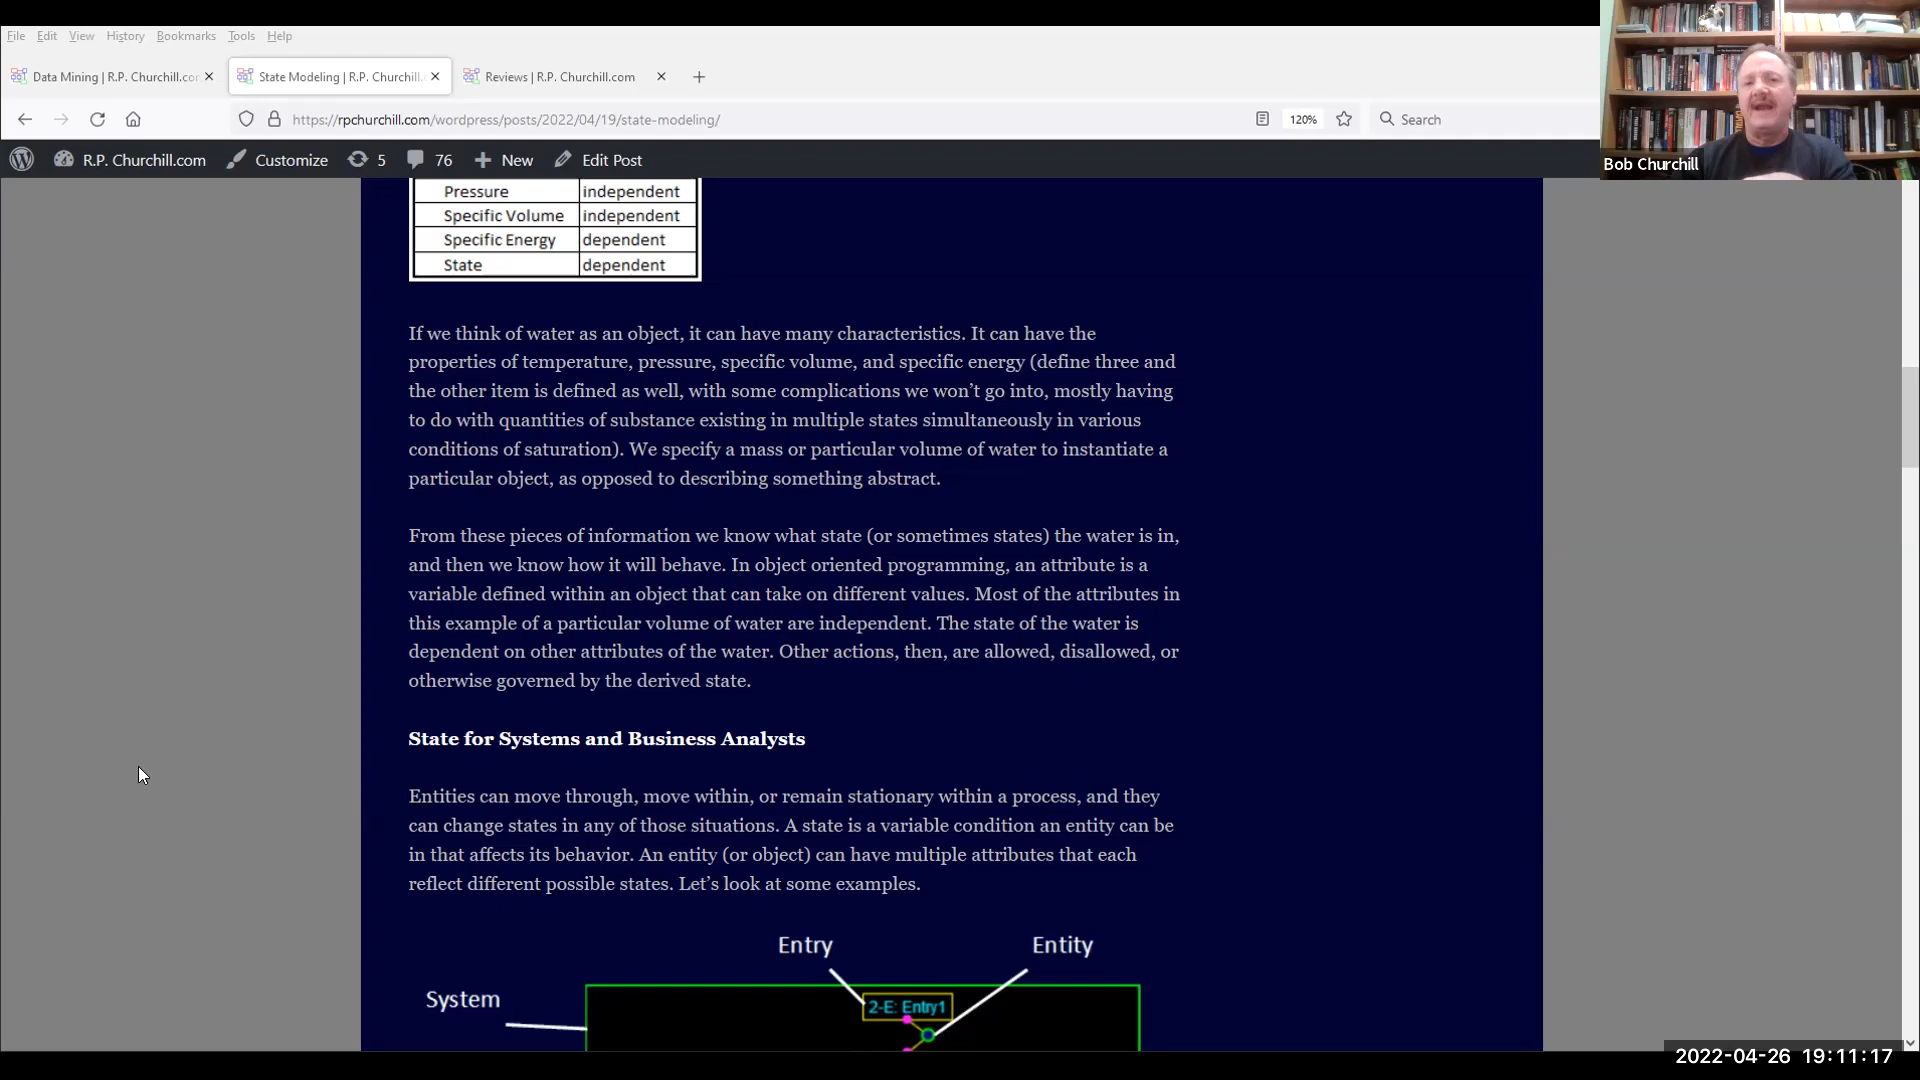 File Edit View History Bookmarks Tools Help
Data Mining | R.P. Churchill.co
State Modeling | R.P. Churchill.
Reviews | R.P. Churchill.com
https://rpchurchill.com/wordpress/posts/2022/04/19/state-modeling/
120%
Search
R.P. Churchill.com Customize 5 76 New Edit Post
Bob Churchill
Pressure independent
Specific Volume independent
Specific Energy dependent
State dependent
If we think of water as an object, it can have many characteristics. It can have the
properties of temperature, pressure, specific volume, and specific energy (define three and
the other item is defined as well, with some complications we won’t go into, mostly having
to do with quantities of substance existing in multiple states simultaneously in various
conditions of saturation). We specify a mass or particular volume of water to instantiate a
particular object, as opposed to describing something abstract.
From these pieces of information we know what state (or sometimes states) the water is in,
and then we know how it will behave. In object oriented programming, an attribute is a
variable defined within an object that can take on different values. Most of the attributes in
this example of a particular volume of water are independent. The state of the water is
dependent on other attributes of the water. Other actions, then, are allowed, disallowed, or
otherwise governed by the derived state.
State for Systems and Business Analysts
Entities can move through, move within, or remain stationary within a process, and they
can change states in any of those situations. A state is a variable condition an entity can be
in that affects its behavior. An entity (or object) can have multiple attributes that each
reflect different possible states. Let’s look at some examples.
Entry Entity
System
2-E: Entry1
2022-04-26 19:11:17